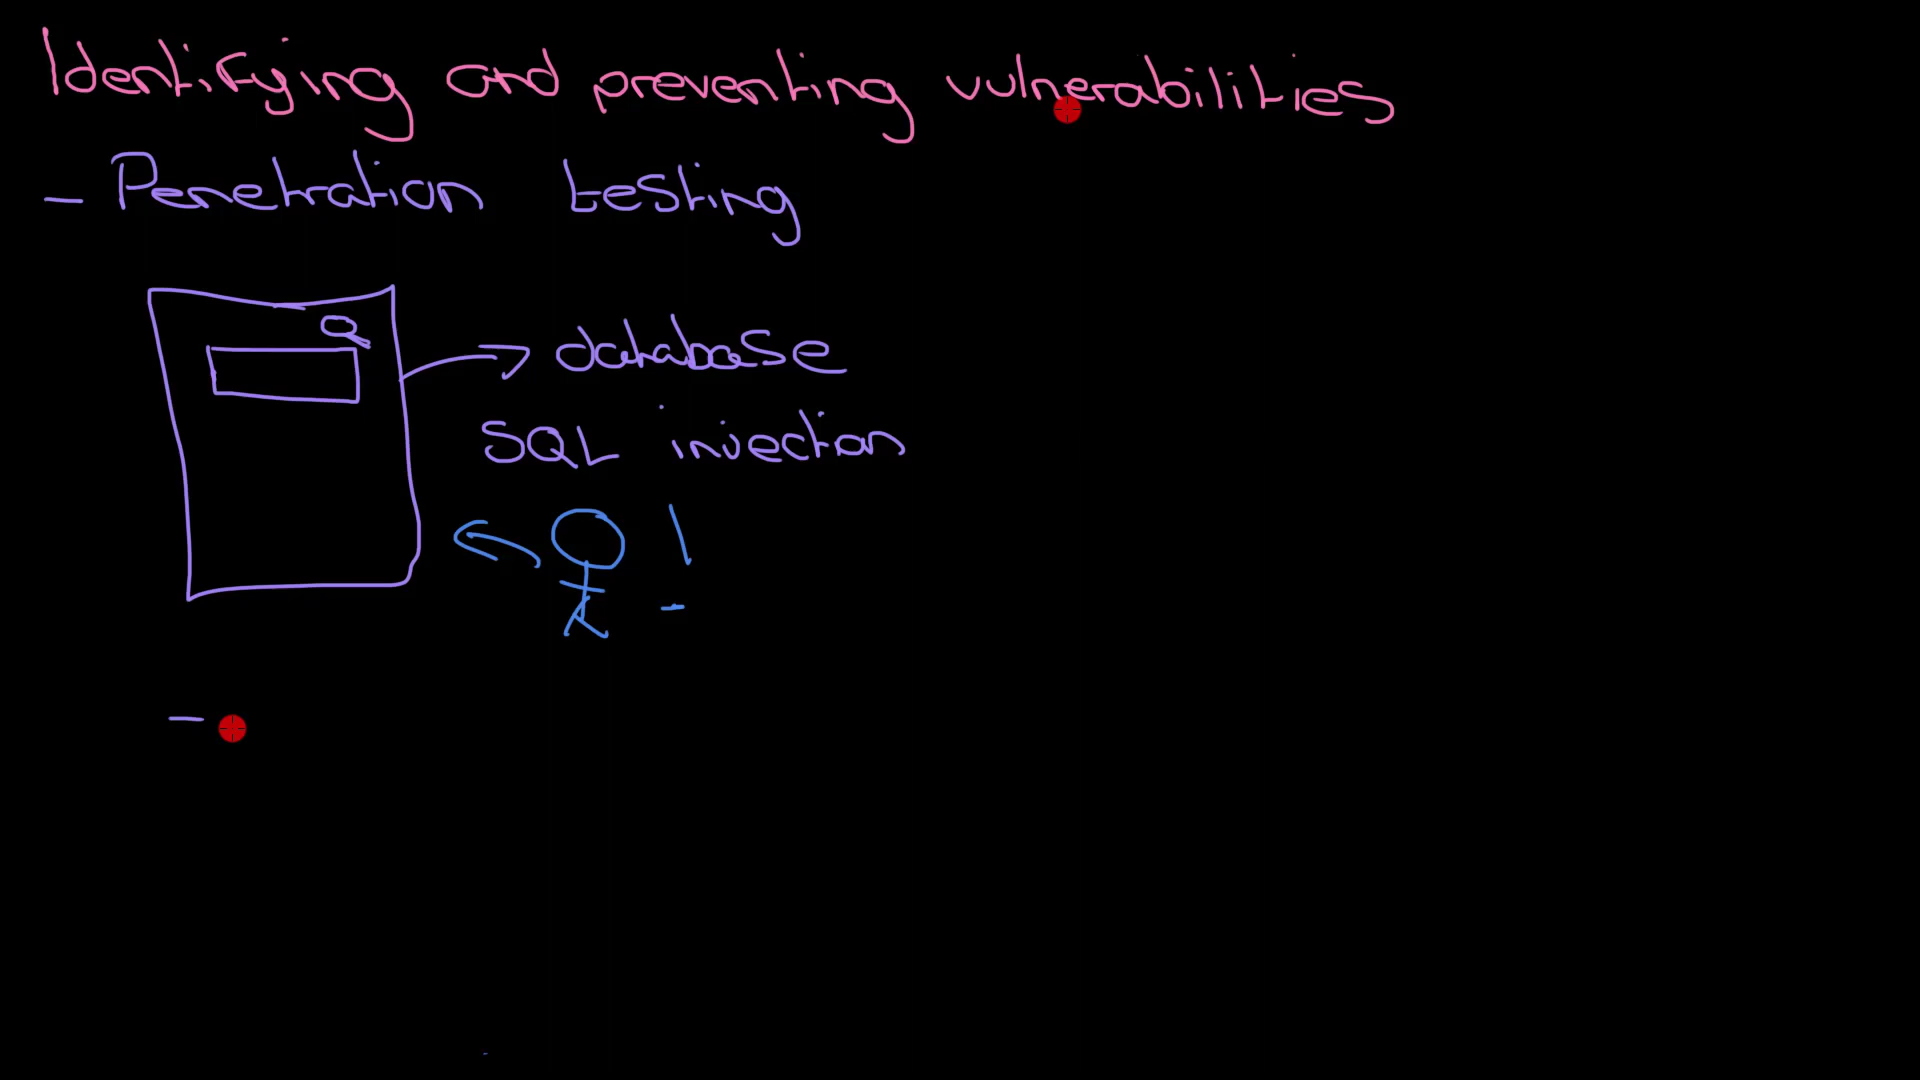 Identifying and preventing vulnerabilities
- Penetration testing
database
SQL injection
!
-